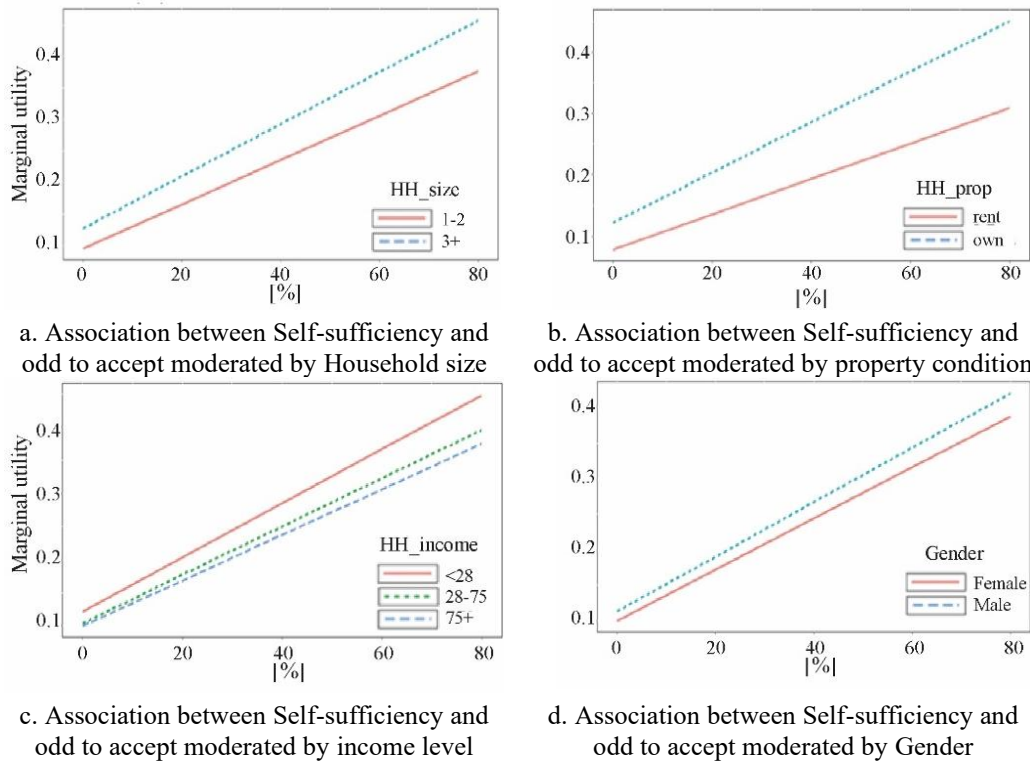 0.4
0.3
0.2
0.1
Marginal utility
HH_size
1-2
3+
0 20 40 60 80
[%]
a. Association between Self-sufficiency and
odd to accept moderated by Household size
0.4
0.3
0.2
0.1
HH_prop
rent
own
0 20 40 60 80
[%]
b. Association between Self-sufficiency and
odd to accept moderated by property condition
0.4
0.3
0.2
0.1
Marginal utility
HH_income
<28
28-75
75+
0 20 40 60 80
[%]
c. Association between Self-sufficiency and
odd to accept moderated by income level
0.4
0.3
0.2
0.1
Gender
Female
Male
0 20 40 60 80
[%]
d. Association between Self-sufficiency and
odd to accept moderated by Gender